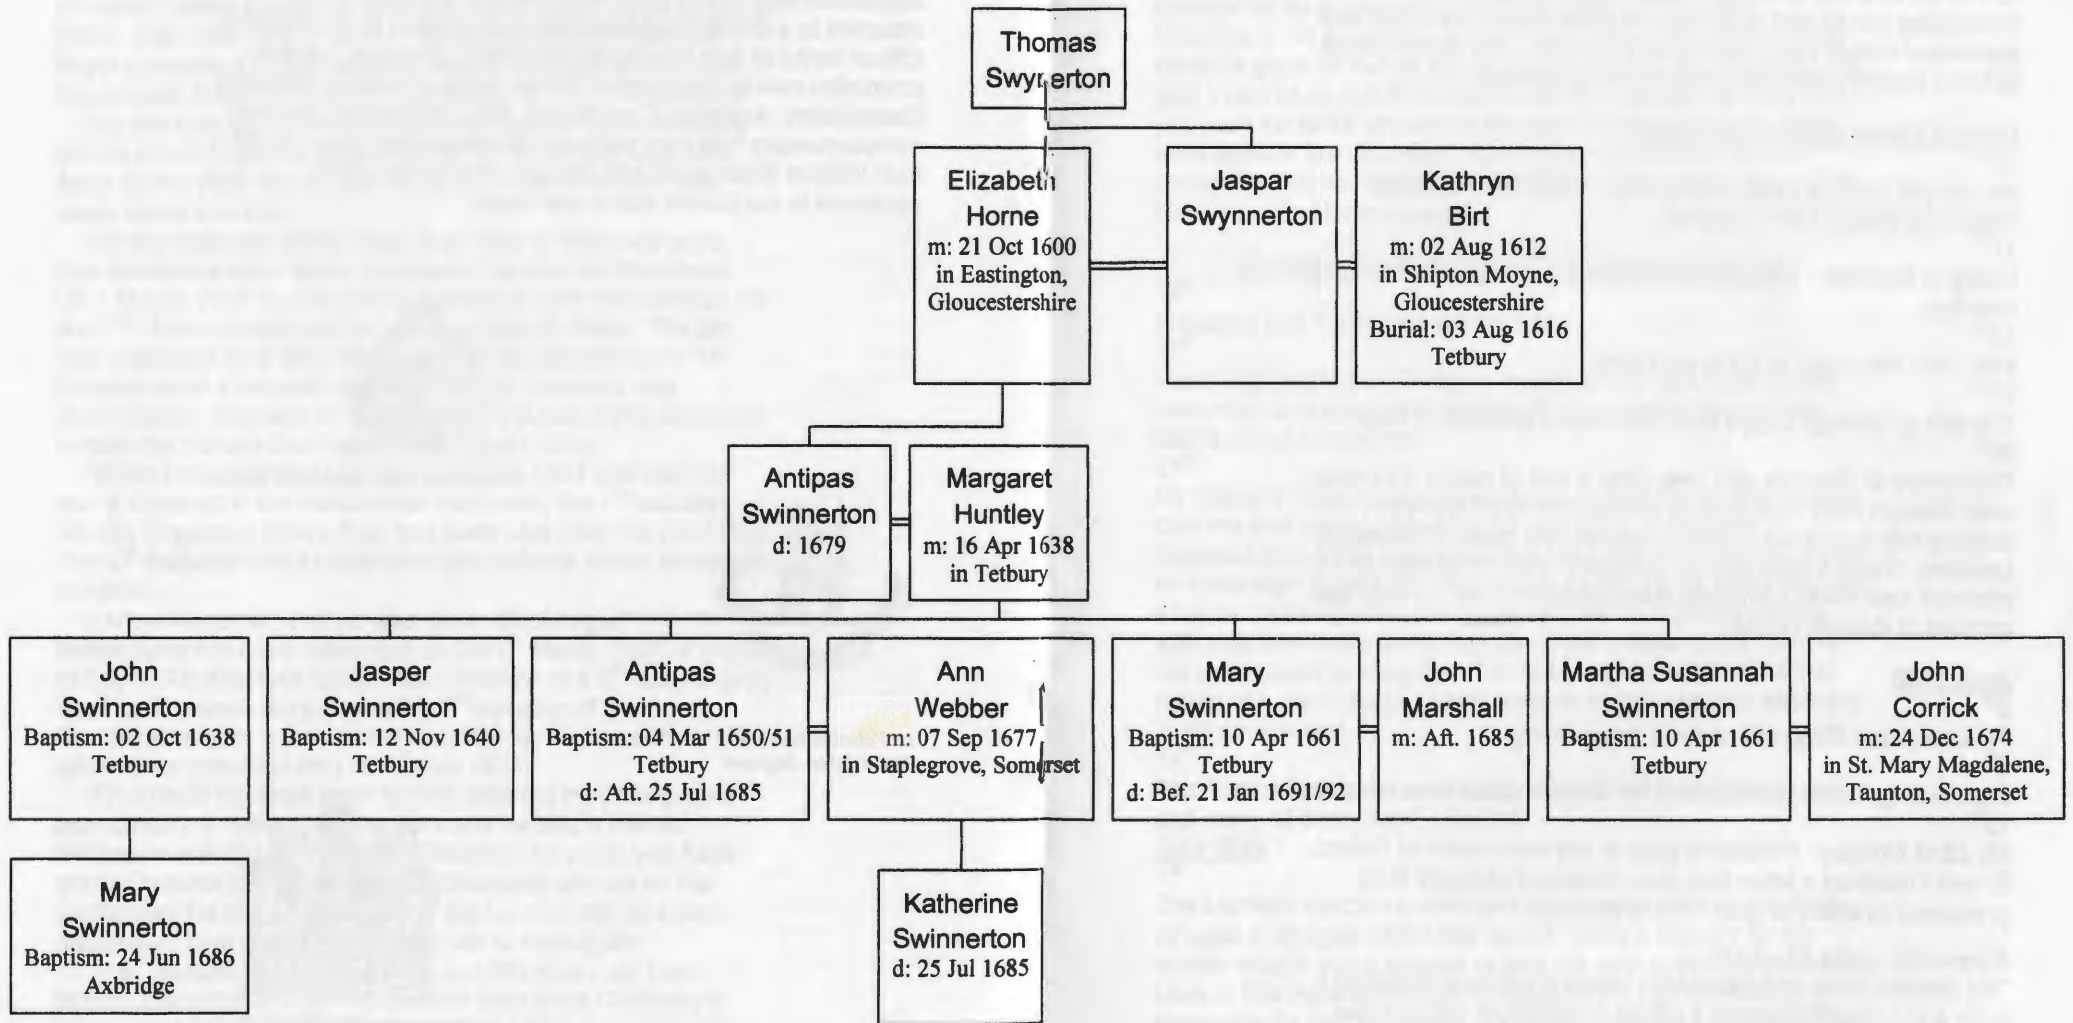 Thomas
Swynerton
Elizabeth
Horne
m: 21 Oct 1600
in Eastington,
Gloucestershire
Jaspar
Swynnerton
Kathryn
Birt
m: 02 Aug 1612
in Shipton Moyne,
Gloucestershire
Burial: 03 Aug 1616
Tetbury
Antipas
Swinnerton
d: 1679
Margaret
Huntley
m: 16 Apr 1638
in Tetbury
John
Swinnerton
Baptism: 02 Oct 1638
Tetbury
Jasper
Swinnerton
Baptism: 12 Nov 1640
Tetbury
Antipas
Swinnerton
Baptism: 04 Mar 1650/51
Tetbury
d: Aft. 25 Jul 1685
Ann
Webber
m: 07 Sep 1677
in Staplegrove, Somerset
Mary
Swinnerton
Baptism: 10 Apr 1661
Tetbury
d: Bef. 21 Jan 1691/92
John
Marshall
m: Aft. 1685
Martha Susannah
Swinnerton
Baptism: 10 Apr 1661
Tetbury
John
Corrick
m: 24 Dec 1674
in St. Mary Magdalene,
Taunton, Somerset
Mary
Swinnerton
Baptism: 24 Jun 1686
Axbridge
Katherine
Swinnerton
d: 25 Jul 1685